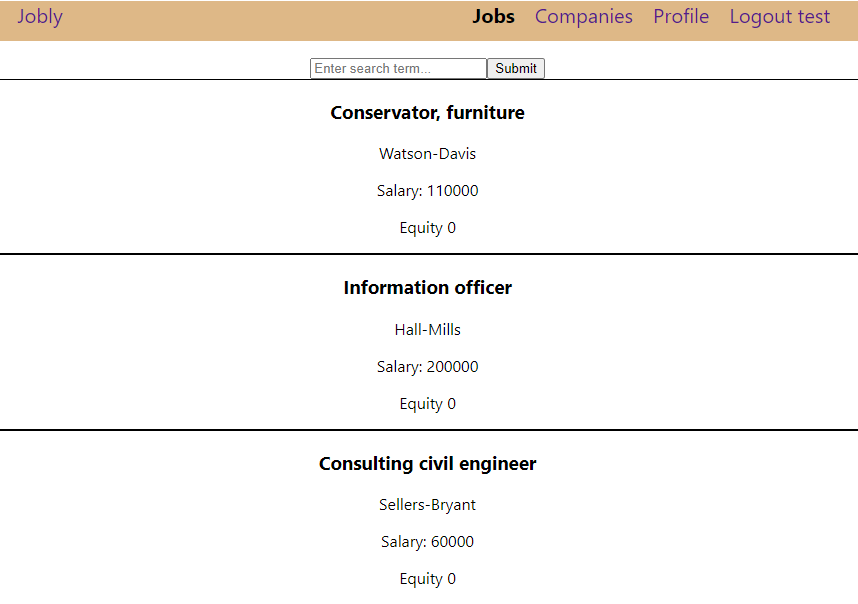 Jobly Jobs Companies Profile Logout test
Enter search term... Submit
Conservator, furniture
Watson-Davis
Salary: 110000
Equity 0
Information officer
Hall-Mills
Salary: 200000
Equity 0
Consulting civil engineer
Sellers-Bryant
Salary: 60000
Equity 0